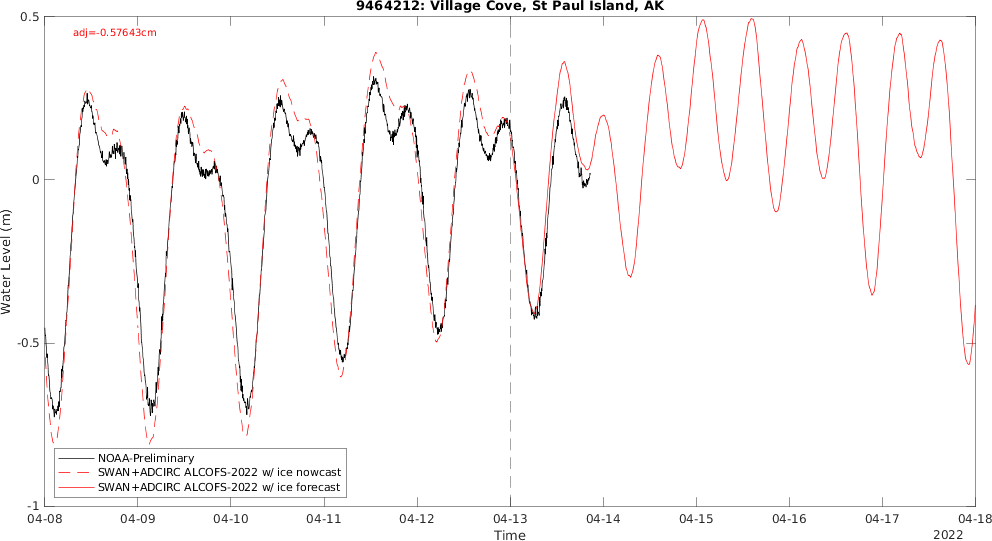 9464212: Village Cove, St Paul Island, AK
adj=-0.57643cm
0.5
0
-0.5
-1
Water Level (m)
NOAA-Preliminary
SWAN+ADCIRC ALCOFS-2022 w/ ice nowcast
SWAN+ADCIRC ALCOFS-2022 w/ ice forecast
04-08 04-09 04-10 04-11 04-12 04-13 04-14 04-15 04-16 04-17 04-18
Time
2022